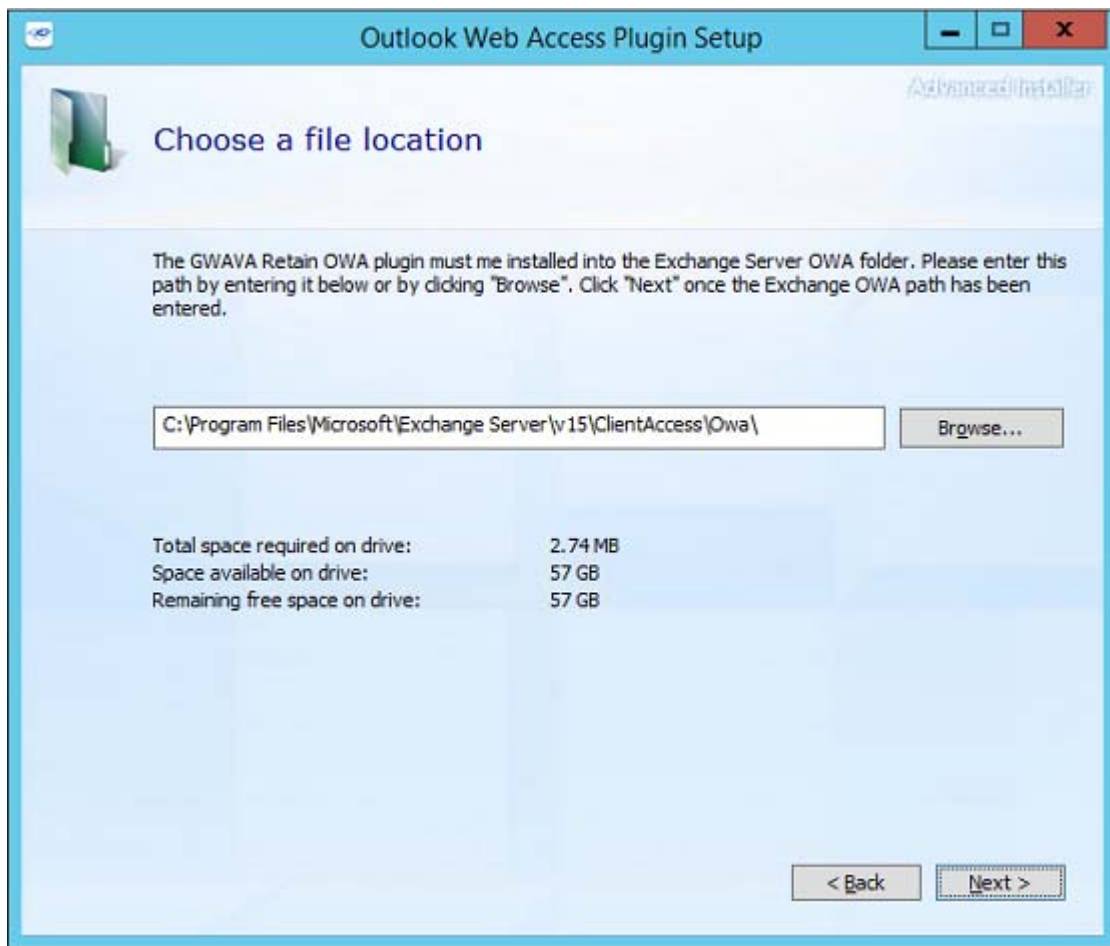 Outlook Web Access Plugin Setup
Advanced Installer
Choose a file location
The GWAVA Retain OWA plugin must me installed into the Exchange Server OWA folder. Please enter this
path by entering it below or by clicking "Browse". Click "Next" once the Exchange OWA path has been
entered.
C:\Program Files\Microsoft\Exchange Server\v15\ClientAccess\Owa\
Browse...
Total space required on drive: 2.74 MB
Space available on drive: 57 GB
Remaining free space on drive: 57 GB
< Back
Next >